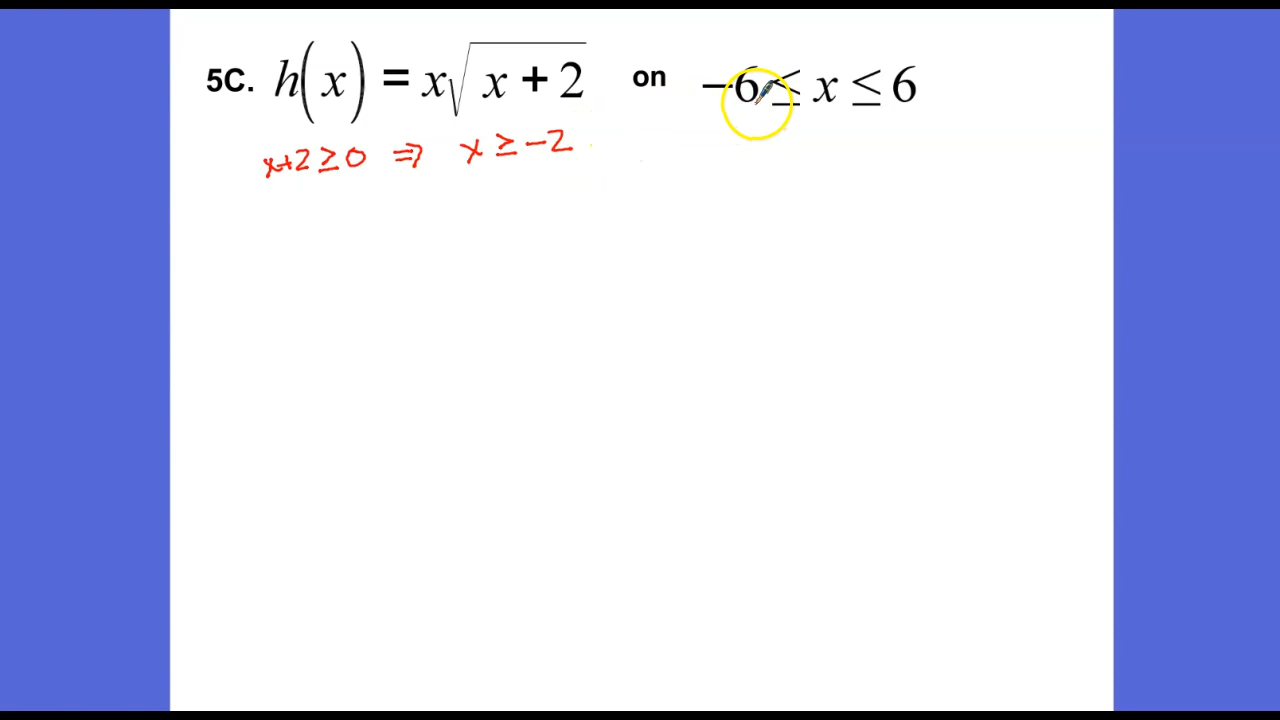 5C. h(x) = x√(x + 2) on −6 ≤ x ≤ 6
x+2 ≥ 0 ⇒ x ≥ −2